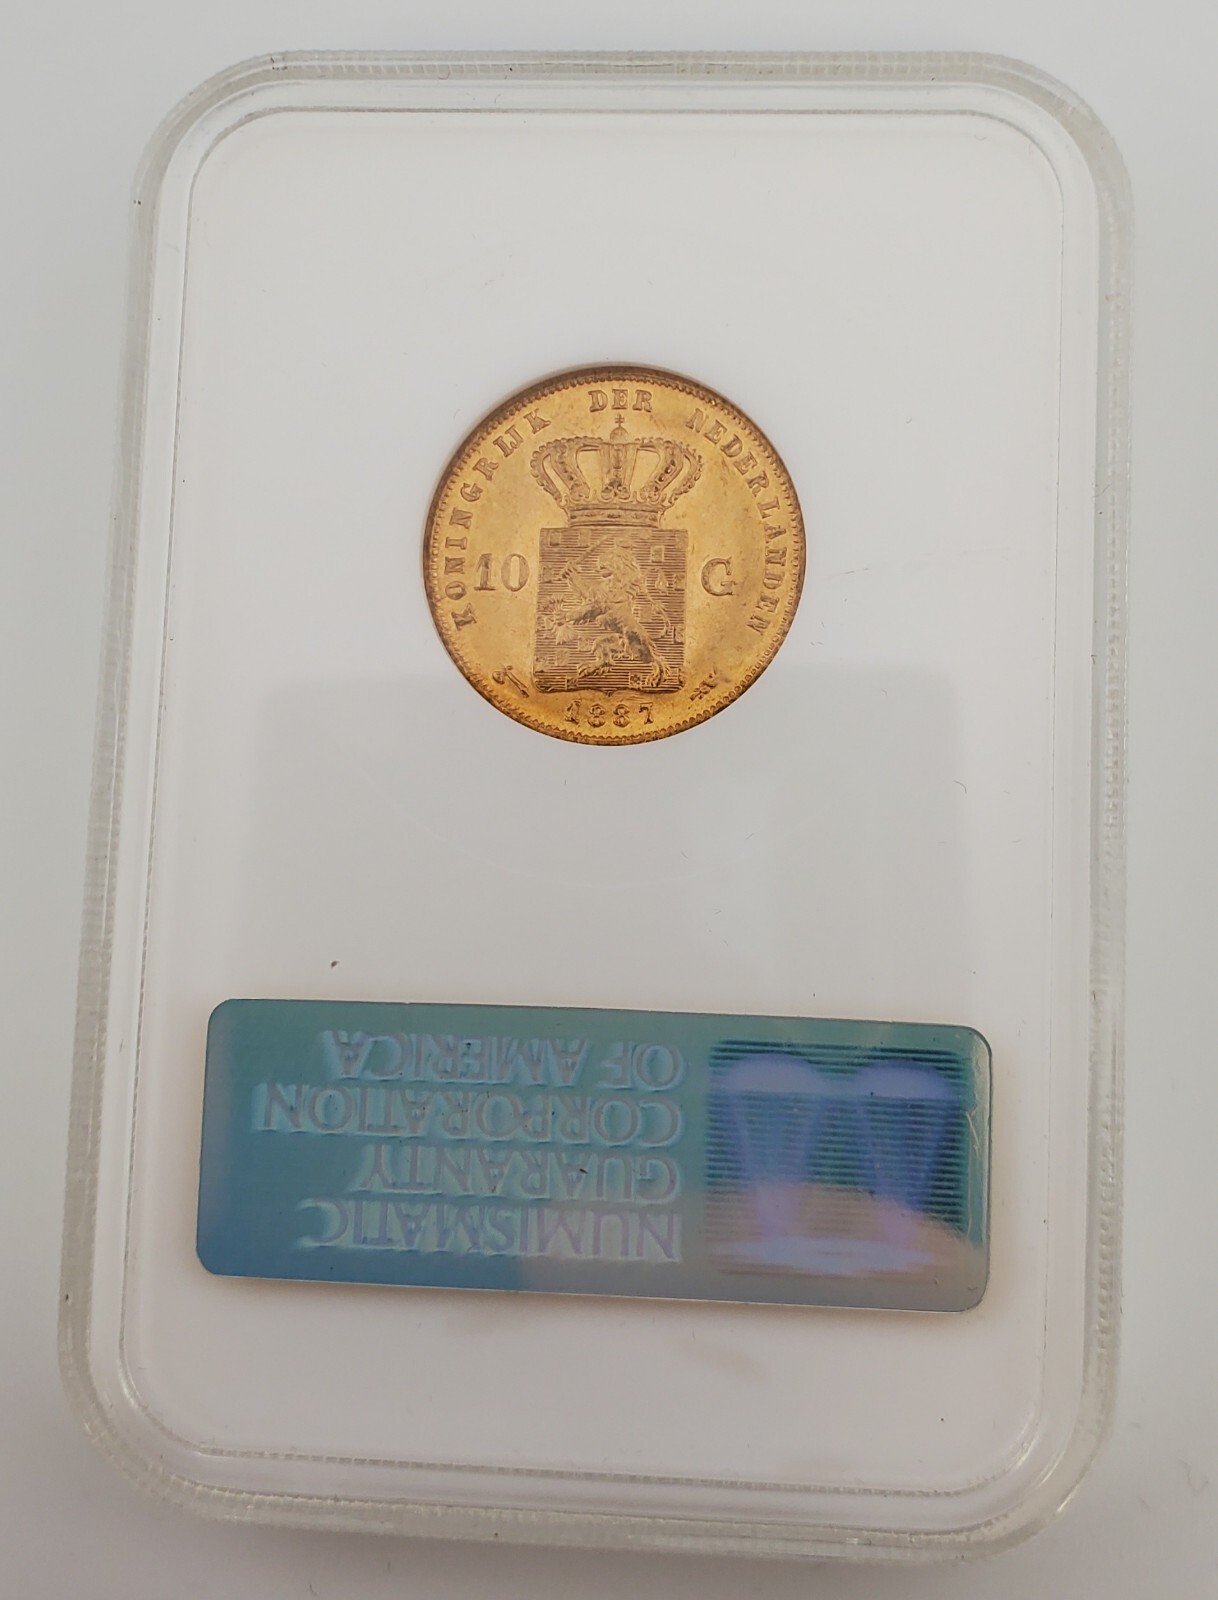 KONINGRIJK DER NEDERLANDEN
10 G
1887
NUMISMATIC
GUARANTY
CORPORATION
OF AMERICA